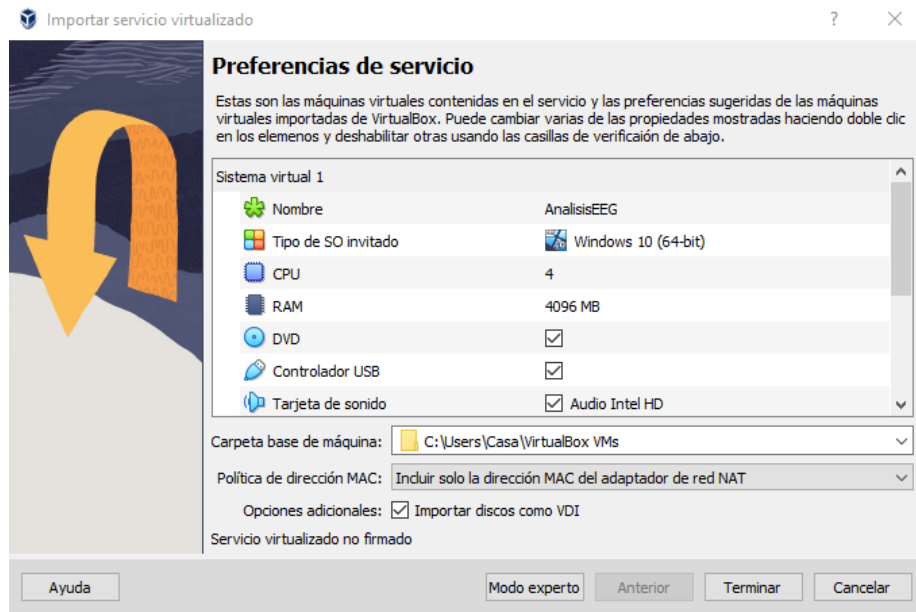 Importar servicio virtualizado
Preferencias de servicio
Estas son las máquinas virtuales contenidas en el servicio y las preferencias sugeridas de las máquinas
virtuales importadas de VirtualBox. Puede cambiar varias de las propiedades mostradas haciendo doble clic
en los elemenos y deshabilitar otras usando las casillas de verificaión de abajo.
Sistema virtual 1
Nombre AnalisisEEG
Tipo de SO invitado Windows 10 (64-bit)
CPU 4
RAM 4096 MB
DVD
Controlador USB
Tarjeta de sonido Audio Intel HD
Carpeta base de máquina: C:\Users\Casa\VirtualBox VMs
Política de dirección MAC: Incluir solo la dirección MAC del adaptador de red NAT
Opciones adicionales: Importar discos como VDI
Servicio virtualizado no firmado
Ayuda Modo experto Anterior Terminar Cancelar